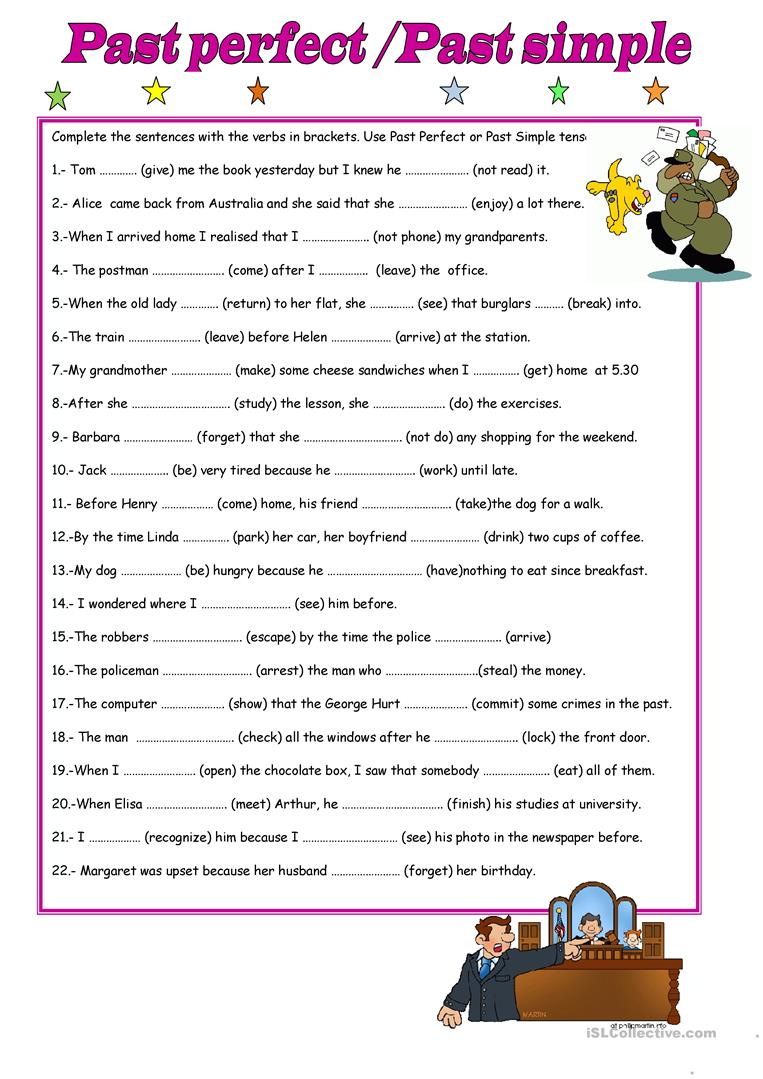 Past perfect /Past simple
Complete the sentences with the verbs in brackets. Use Past Perfect or Past Simple tens
1.- Tom …………. (give) me the book yesterday but I knew he …………………. (not read) it.
2.- Alice came back from Australia and she said that she …………………… (enjoy) a lot there.
3.-When I arrived home I realised that I ………………….. (not phone) my grandparents.
4.- The postman ……………………. (come) after I …………….. (leave) the office.
5.-When the old lady …………. (return) to her flat, she …………... (see) that burglars ………. (break) into.
6.-The train ……………………. (leave) before Helen ………………… (arrive) at the station.
7.-My grandmother ………………… (make) some cheese sandwiches when I ……………. (get) home at 5.30
8.-After she ……………………………. (study) the lesson, she ……………………. (do) the exercises.
9.- Barbara …………………… (forget) that she ……………………………. (not do) any shopping for the weekend.
10.- Jack ……………….. (be) very tired because he ………………………. (work) until late.
11.- Before Henry ……………… (come) home, his friend …………………………. (take)the dog for a walk.
12.-By the time Linda ……………. (park) her car, her boyfriend …………………… (drink) two cups of coffee.
13.-My dog ………………… (be) hungry because he …………………………… (have)nothing to eat since breakfast.
14.- I wondered where I …………………………. (see) him before.
15.-The robbers …………………………. (escape) by the time the police ………………….. (arrive)
16.-The policeman …………………………. (arrest) the man who …………………………..(steal) the money.
17.-The computer …………………. (show) that the George Hurt …………………. (commit) some crimes in the past.
18.- The man ……………………………. (check) all the windows after he ……………………….. (lock) the front door.
19.-When I ……………………. (open) the chocolate box, I saw that somebody ………………….. (eat) all of them.
20.-When Elisa ………………………. (meet) Arthur, he …………………………….. (finish) his studies at university.
21.- I ……………… (recognize) him because I …………………………… (see) his photo in the newspaper before.
22.- Margaret was upset because her husband …………………… (forget) her birthday.
MARTIN
at philipmartin.info
iSLCollective.com